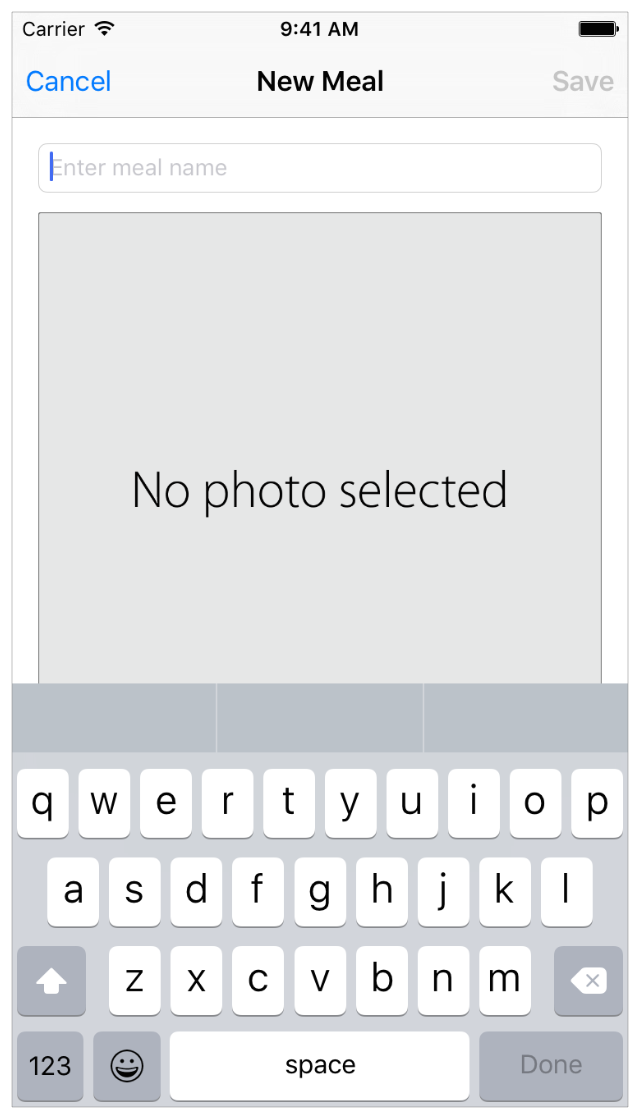 Carrier 9:41 AM
Cancel New Meal Save
Enter meal name
No photo selected
q w e r t y u i o p
a s d f g h j k l
z x c v b n m
123 space Done